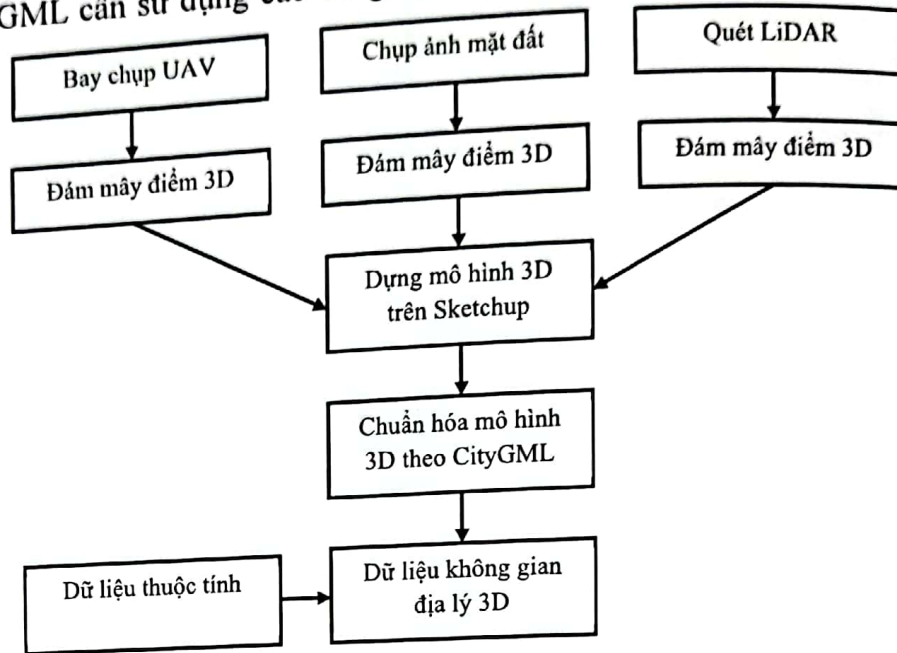 GML cần sử dụng
Bay chụp UAV
Chụp ảnh mặt đất
Quét LiDAR
Đám mây điểm 3D
Đám mây điểm 3D
Đám mây điểm 3D
Dựng mô hình 3D
trên Sketchup
Chuẩn hóa mô hình
3D theo CityGML
Dữ liệu thuộc tính
Dữ liệu không gian
địa lý 3D